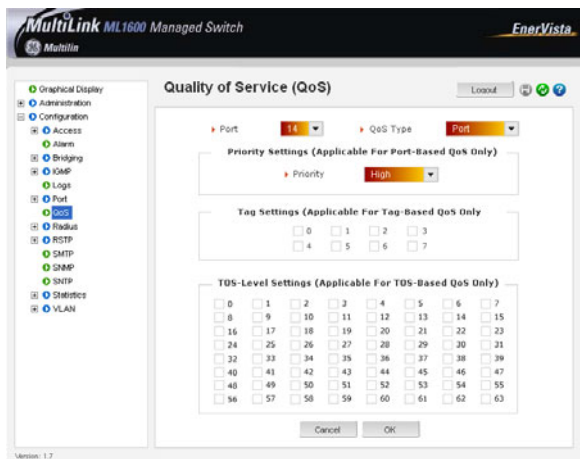 MultiLink ML1600 Managed Switch
EnerVista
Multilin
Graphical Display
Administration
Configuration
Access
Alarm
Bridging
IGMP
Logs
Port
QoS
Radius
RSTP
SMTP
SNMP
SNTP
Statistics
VLAN
Quality of Service (QoS)
Logout
Port 14 QoS Type Port
Priority Settings (Applicable For Port-Based QoS Only)
Priority High
Tag Settings (Applicable For Tag-Based QoS Only
0 1 2 3
4 5 6 7
TOS-Level Settings (Applicable For TOS-Based QoS Only)
0 1 2 3 4 5 6 7
8 9 10 11 12 13 14 15
16 17 18 19 20 21 22 23
24 25 26 27 28 29 30 31
32 33 34 35 36 37 38 39
40 41 42 43 44 45 46 47
48 49 50 51 52 53 54 55
56 57 58 59 60 61 62 63
Cancel OK
Version: 1.7